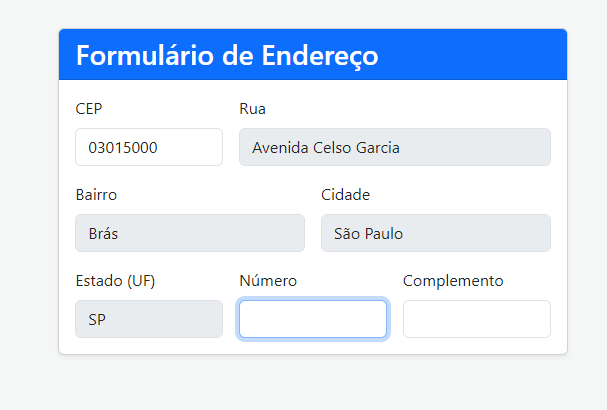 Formulário de Endereço
CEP Rua
03015000 Avenida Celso Garcia
Bairro Cidade
Brás São Paulo
Estado (UF) Número Complemento
SP